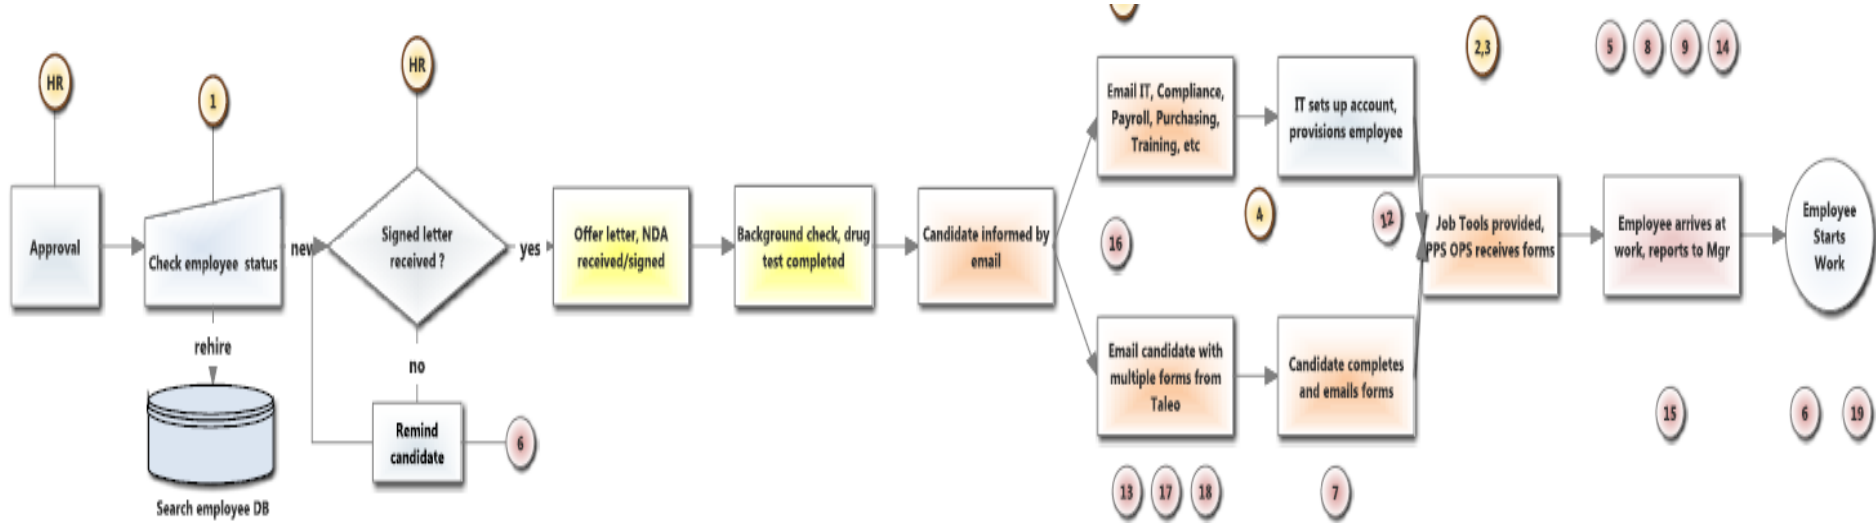 HR
Approval
1
Check employee status
rehire
Search employee DB
new
HR
Signed letter
received ?
no
Remind
candidate
6
yes
Offer letter, NDA
received/signed
Background check, drug
test completed
Candidate informed by
email
Email IT, Compliance,
Payroll, Purchasing,
Training, etc
IT sets up account,
provisions employee
16
4
12
Email candidate with
multiple forms from
Taleo
Candidate completes
and emails forms
13
17
18
7
2,3
Job Tools provided,
PPS OPS receives forms
5
8
9
14
Employee arrives at
work, reports to Mgr
15
Employee
Starts
Work
6
19